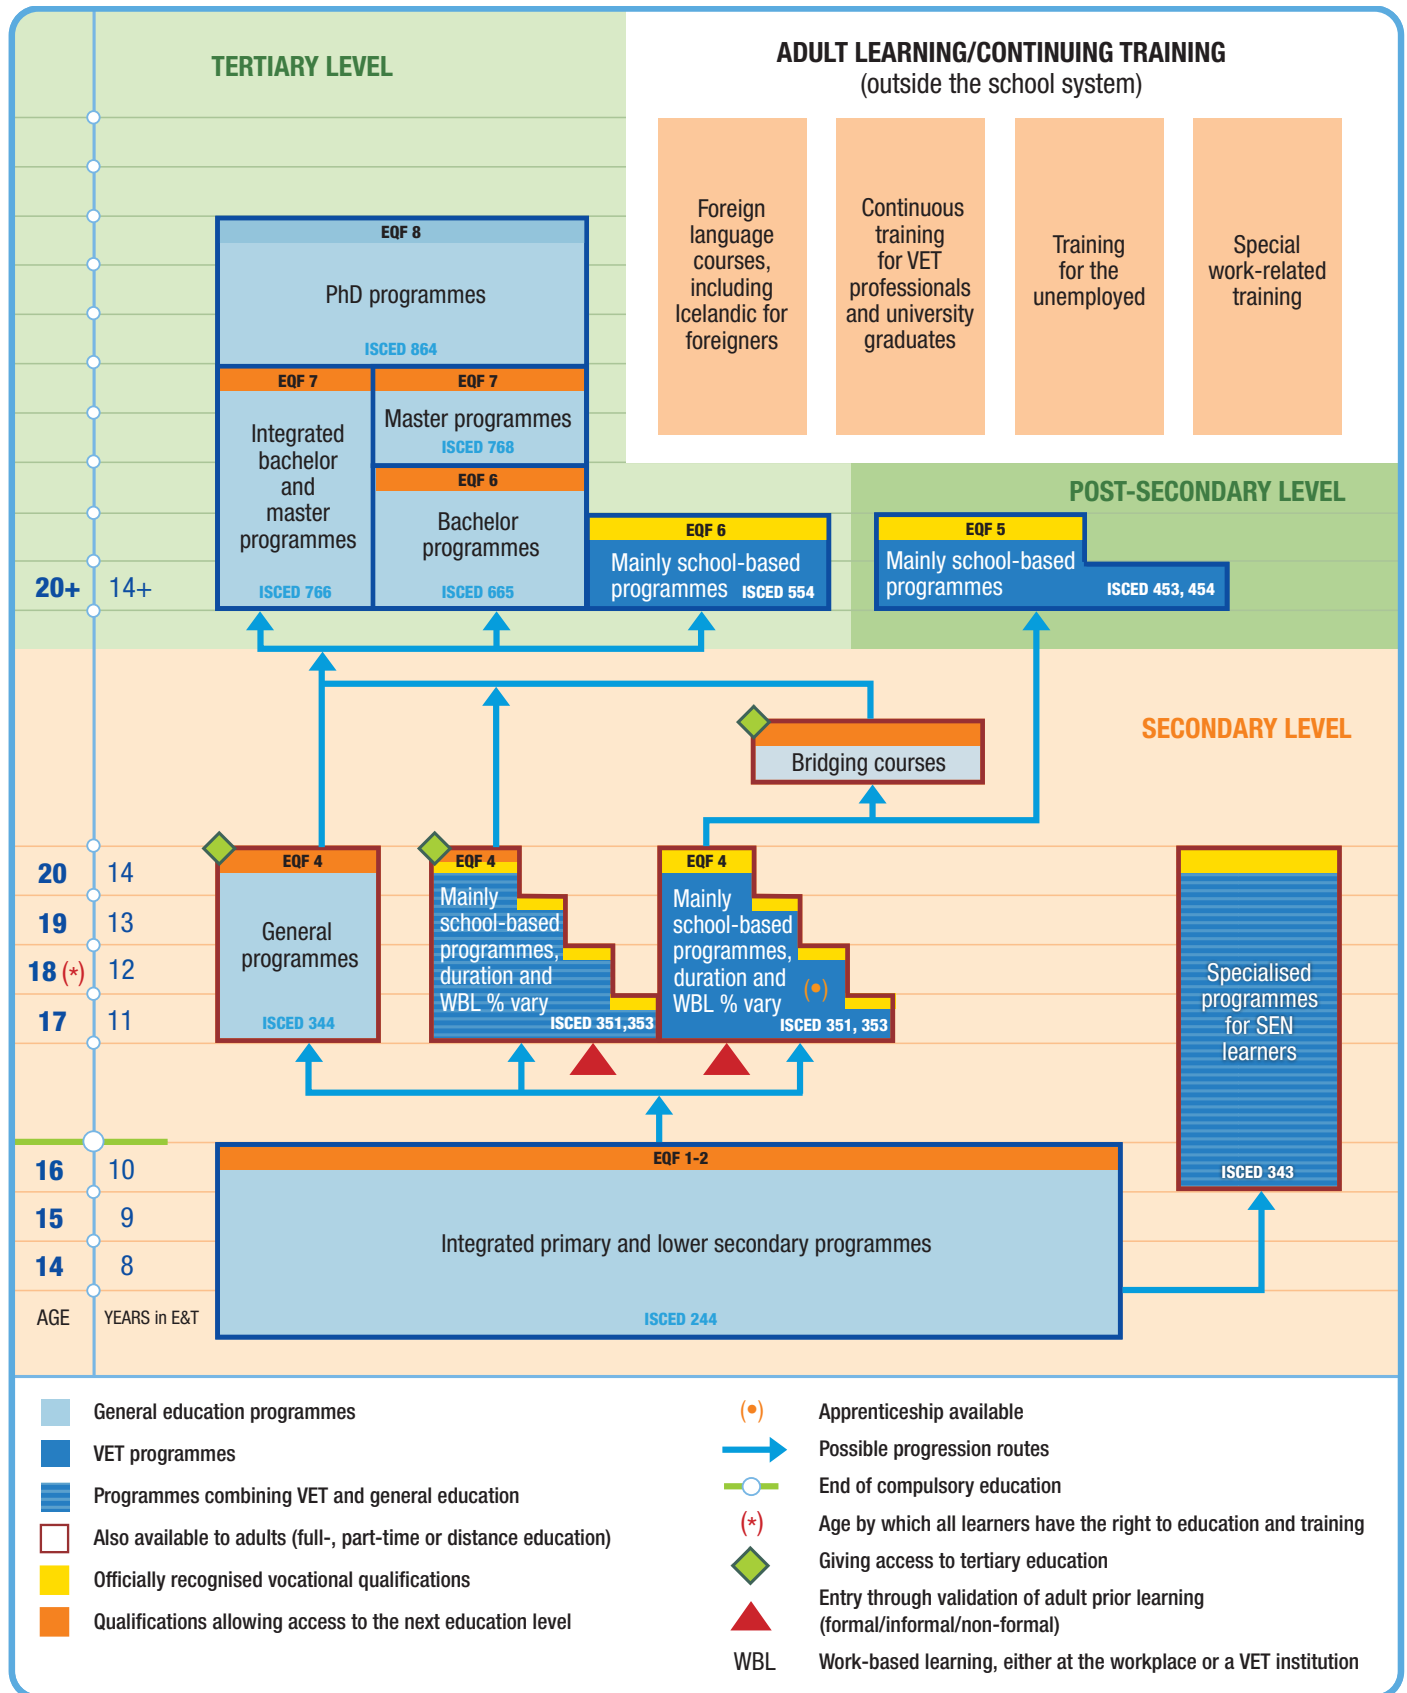 TERTIARY LEVEL
ADULT LEARNING/CONTINUING TRAINING
(outside the school system)
Foreign
language
courses,
including
Icelandic for
foreigners
Continuous
training
for VET
professionals
and university
graduates
Training
for the
unemployed
Special
work-related
training
EQF 8
PhD programmes
ISCED 864
EQF 7
Integrated
bachelor
and
master
programmes
ISCED 766
EQF 7
Master programmes
ISCED 768
EQF 6
Bachelor
programmes
ISCED 665
EQF 6
Mainly school-based
programmes ISCED 554
POST-SECONDARY LEVEL
EQF 5
Mainly school-based
programmes
ISCED 453, 454
20+ 14+
SECONDARY LEVEL
Bridging courses
20 14
19 13
18 (*) 12
17 11
EQF 4
General
programmes
ISCED 344
EQF 4
Mainly
school-based
programmes,
duration and
WBL % vary
ISCED 351,353
EQF 4
Mainly
school-based
programmes,
duration and
WBL % vary (•)
ISCED 351, 353
Specialised
programmes
for SEN
learners
ISCED 343
16 10
15 9
14 8
AGE YEARS in E&T
EQF 1-2
Integrated primary and lower secondary programmes
ISCED 244
General education programmes
VET programmes
Programmes combining VET and general education
Also available to adults (full-, part-time or distance education)
Officially recognised vocational qualifications
Qualifications allowing access to the next education level
(•) Apprenticeship available
Possible progression routes
End of compulsory education
(*) Age by which all learners have the right to education and training
Giving access to tertiary education
Entry through validation of adult prior learning
(formal/informal/non-formal)
WBL Work-based learning, either at the workplace or a VET institution